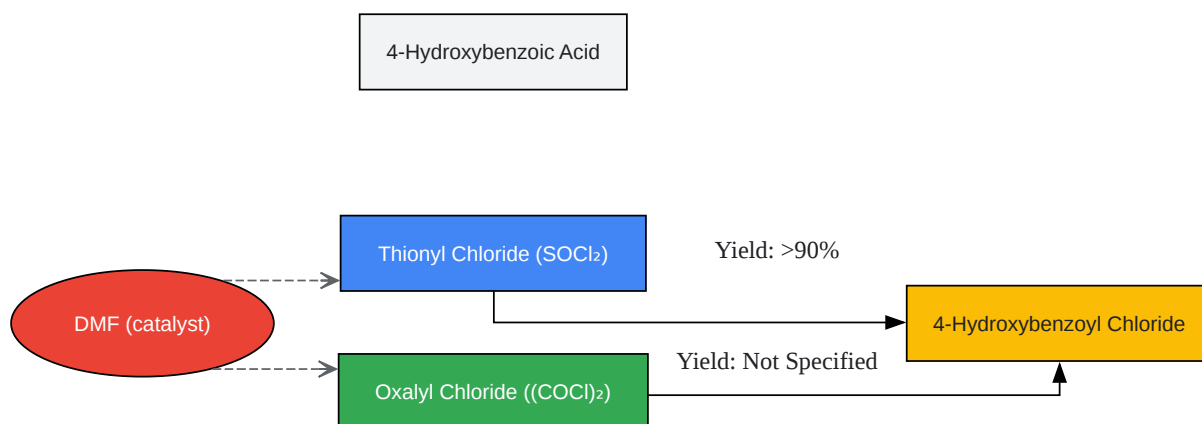 4-Hydroxybenzoic Acid
Thionyl Chloride (SOCl₂)
Yield: >90%
DMF (catalyst)
4-Hydroxybenzoyl Chloride
Yield: Not Specified
Oxalyl Chloride ((COCl)₂)